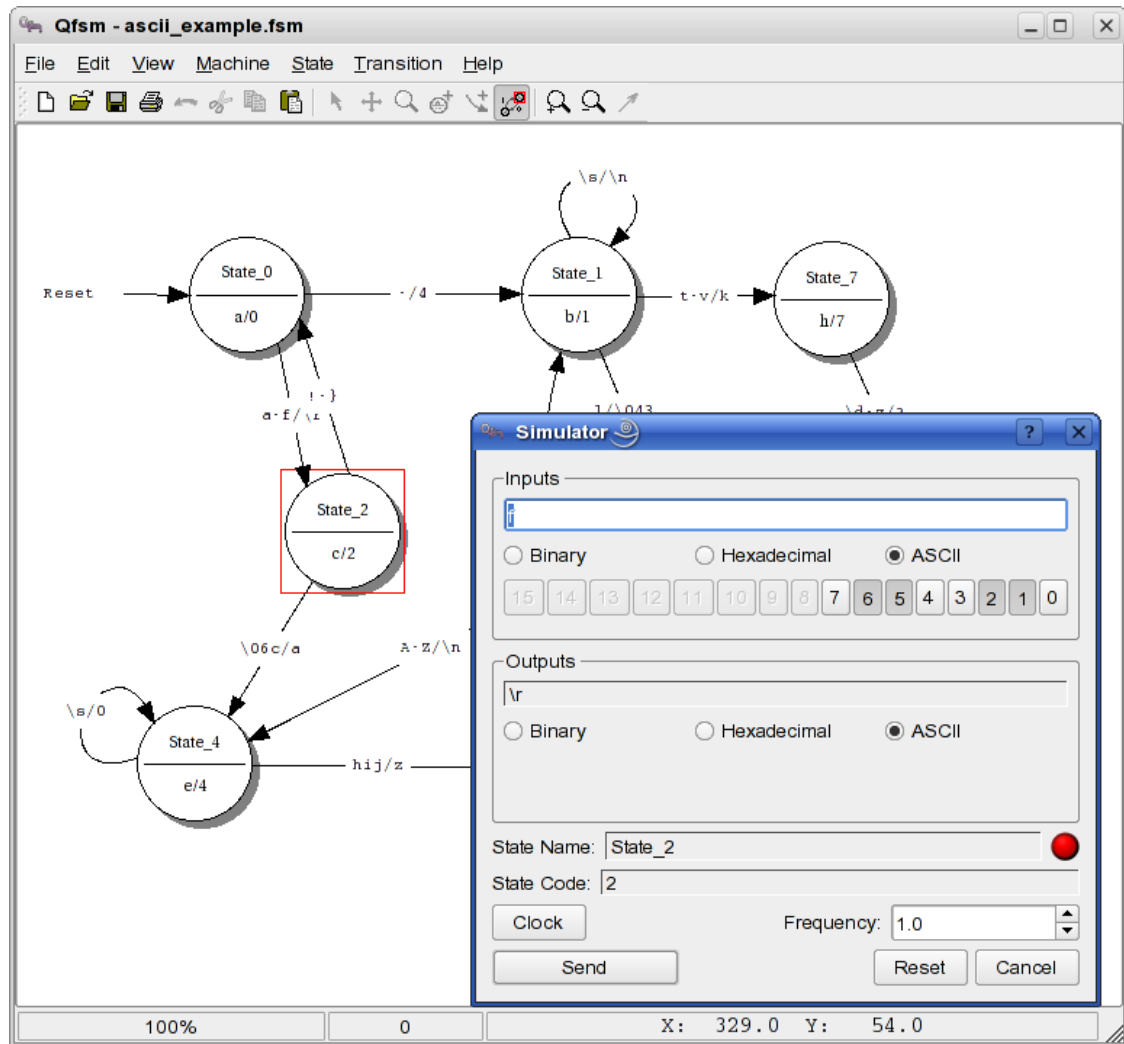 Qfsm - ascii_example.fsm
File Edit View Machine State Transition Help
\s/\n
State_0
a/0
State_1
b/1
State_7
h/7
Reset
-/4
t-v/k
!-}
a-f/\r
1/\043
Simulator
Inputs
f
Binary Hexadecimal ASCII
15 14 13 12 11 10 9 8 7 6 5 4 3 2 1 0
State_2
c/2
\06c/a
A-Z/\n
Outputs
\r
Binary Hexadecimal ASCII
\s/0
State_4
e/4
hij/z
State Name: State_2
State Code: 2
Clock Frequency: 1.0
Send Reset Cancel
100% 0 X: 329.0 Y: 54.0